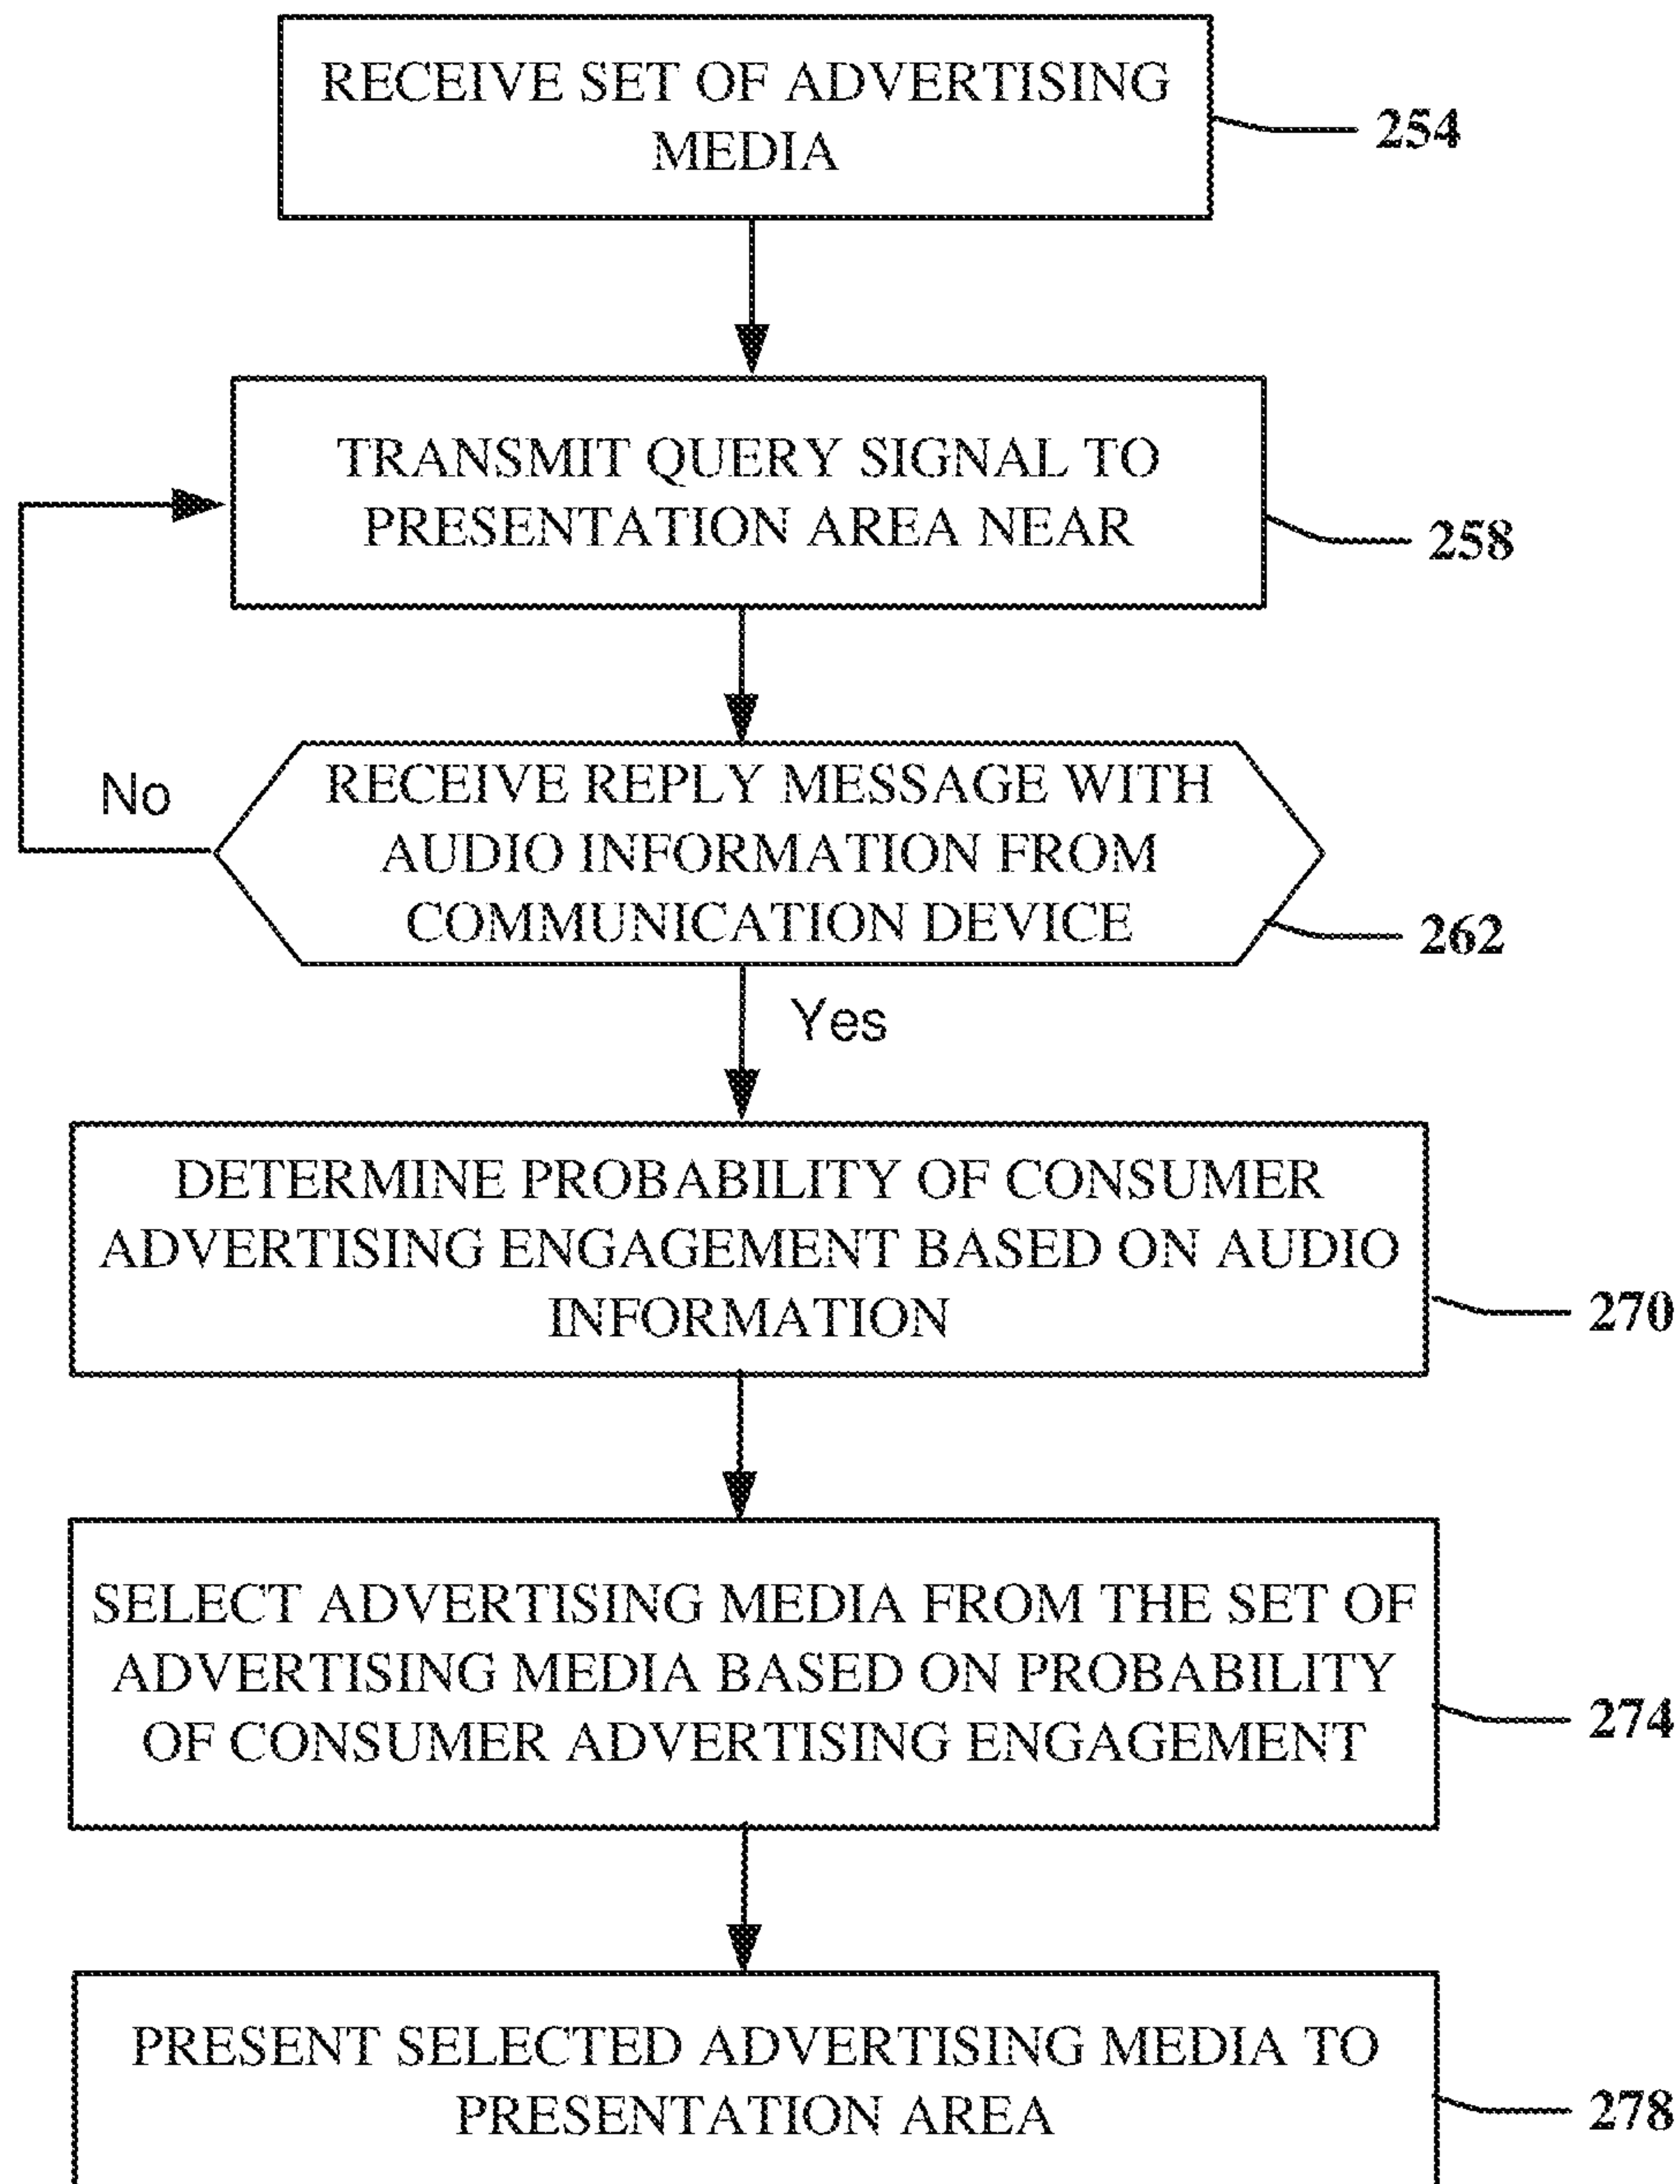 RECEIVE SET OF ADVERTISING
MEDIA
254
TRANSMIT QUERY SIGNAL TO
PRESENTATION AREA NEAR
258
No
RECEIVE REPLY MESSAGE WITH
AUDIO INFORMATION FROM
COMMUNICATION DEVICE
262
Yes
DETERMINE PROBABILITY OF CONSUMER
ADVERTISING ENGAGEMENT BASED ON AUDIO
INFORMATION
270
SELECT ADVERTISING MEDIA FROM THE SET OF
ADVERTISING MEDIA BASED ON PROBABILITY
OF CONSUMER ADVERTISING ENGAGEMENT
274
PRESENT SELECTED ADVERTISING MEDIA TO
PRESENTATION AREA
278